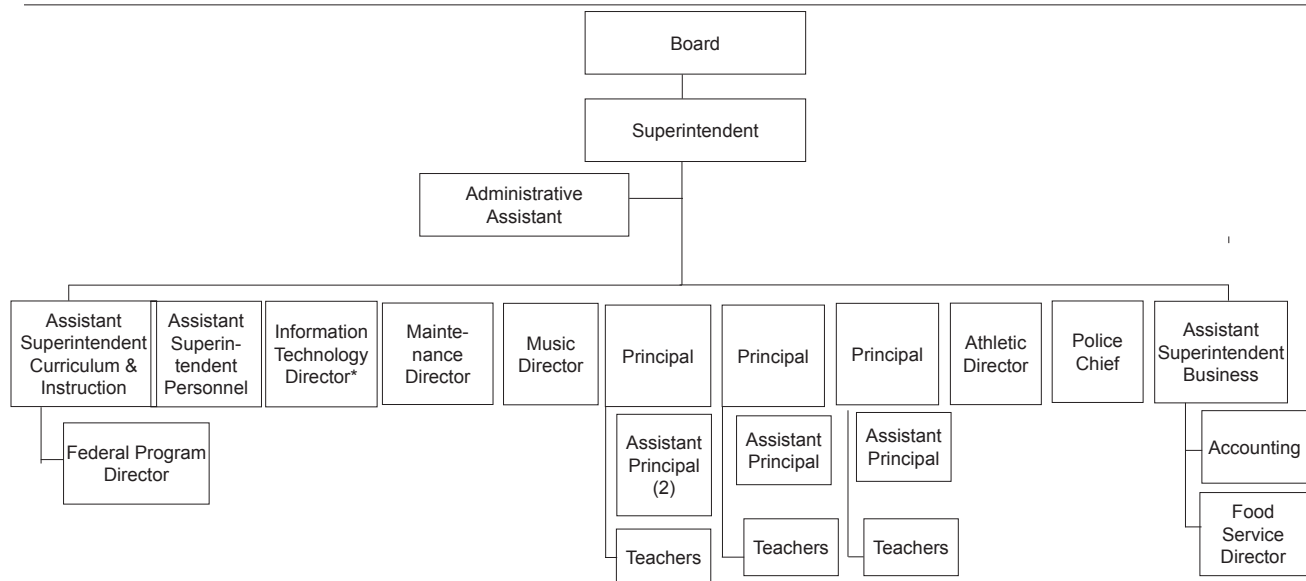 Board
Superintendent
Administrative
Assistant
Assistant
Superintendent
Curriculum &
Instruction
Assistant
Superin-
tendent
Personnel
Information
Technology
Director*
Mainte-
nance
Director
Music
Director
Principal
Principal
Principal
Athletic
Director
Police
Chief
Assistant
Superintendent
Business
Federal Program
Director
Assistant
Principal
(2)
Assistant
Principal
Assistant
Principal
Accounting
Teachers
Teachers
Teachers
Food
Service
Director